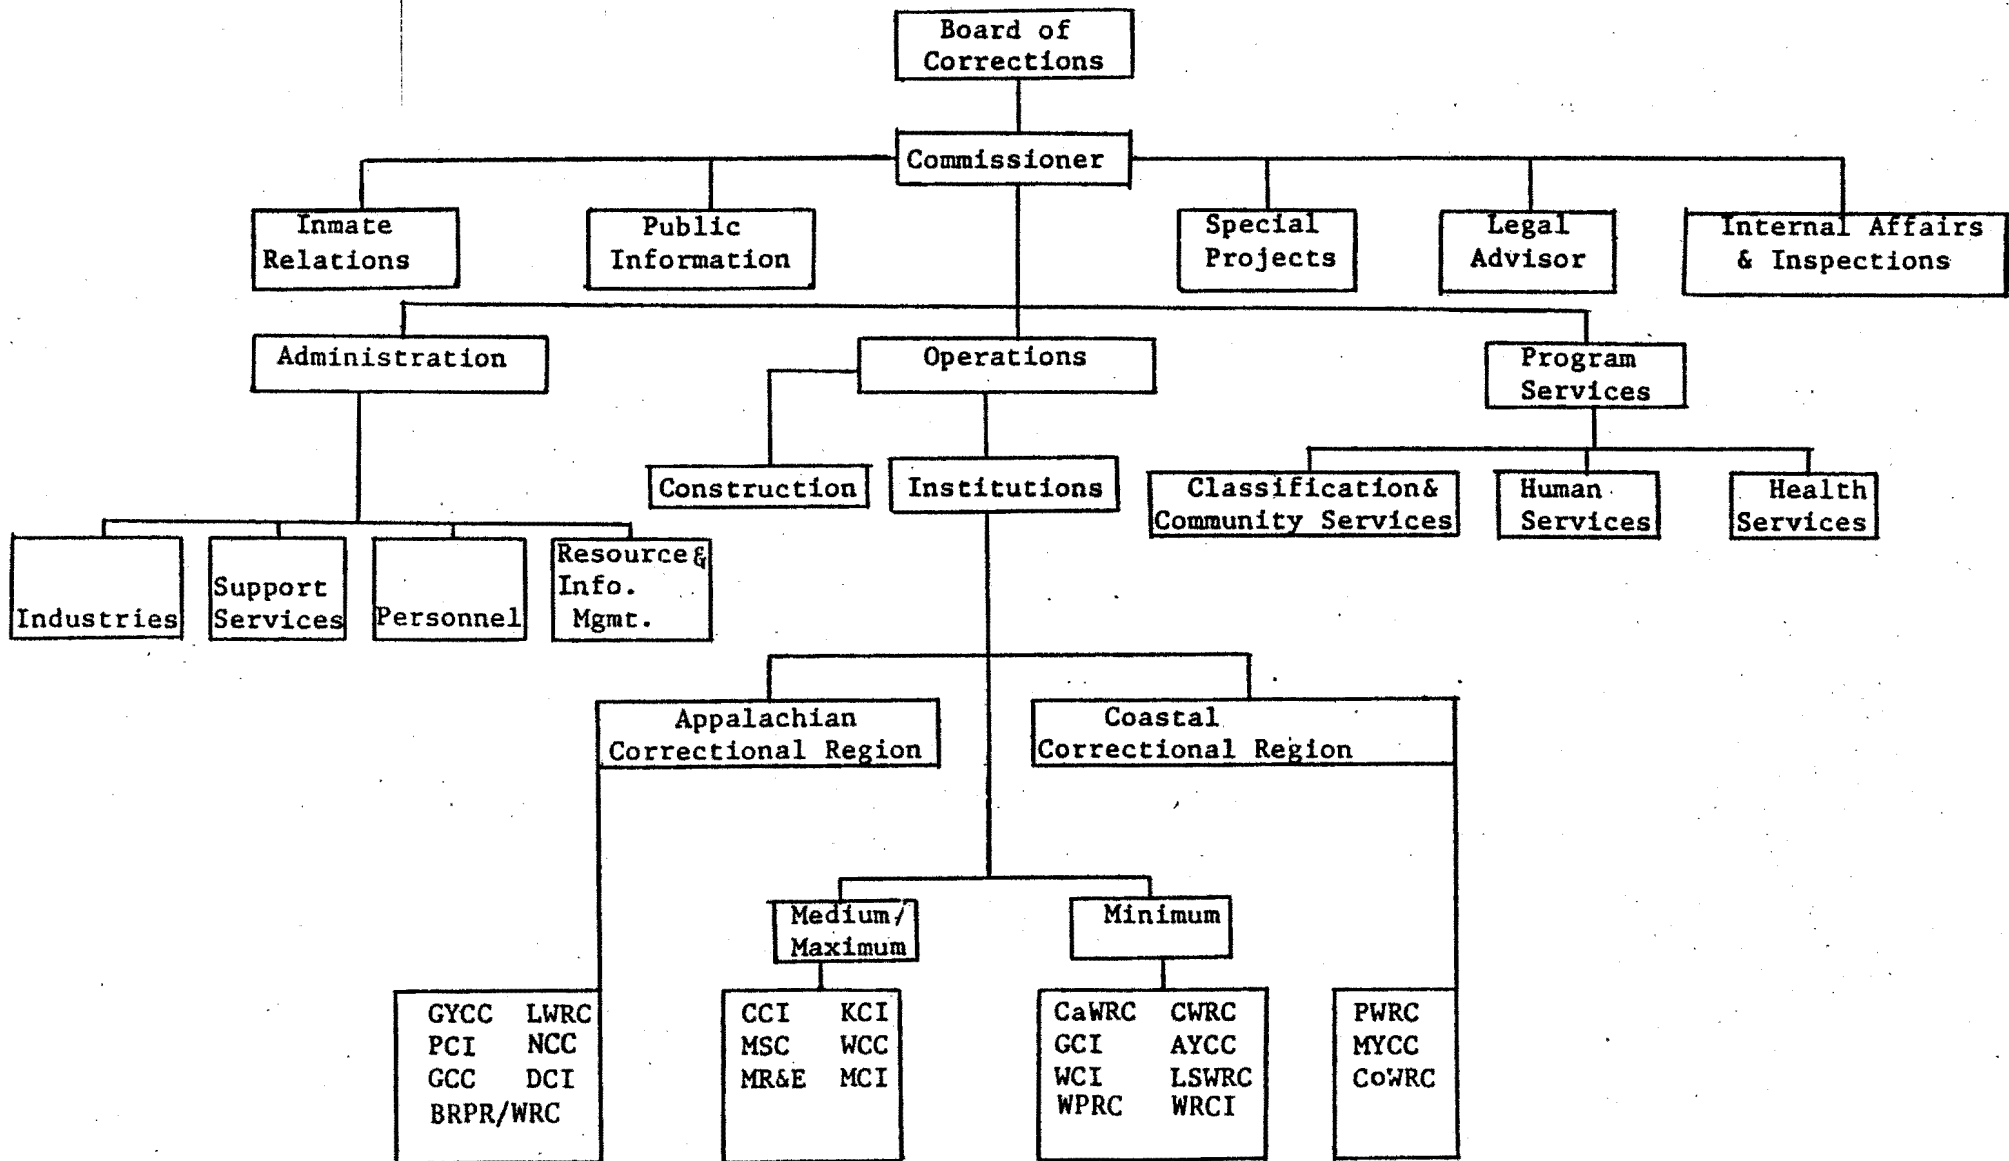 Board of
Corrections
Commissioner
Inmate
Relations
Public
Information
Special
Projects
Legal
Advisor
Internal Affairs
& Inspections
Administration
Operations
Program
Services
Construction
Institutions
Classification&
Community Services
Human
Services
Health
Services
Industries
Support
Services
Personnel
Resource&
Info.
Mgmt.
Appalachian
Correctional Region
Coastal
Correctional Region
Medium/
Maximum
Minimum
GYCC LWRC
PCI NCC
GCC DCI
BRPR/WRC
CCI KCI
MSC WCC
MR&E MCI
CaWRC CWRC
GCI AYCC
WCI LSWRC
WPRC WRCI
PWRC
MYCC
CoWRC